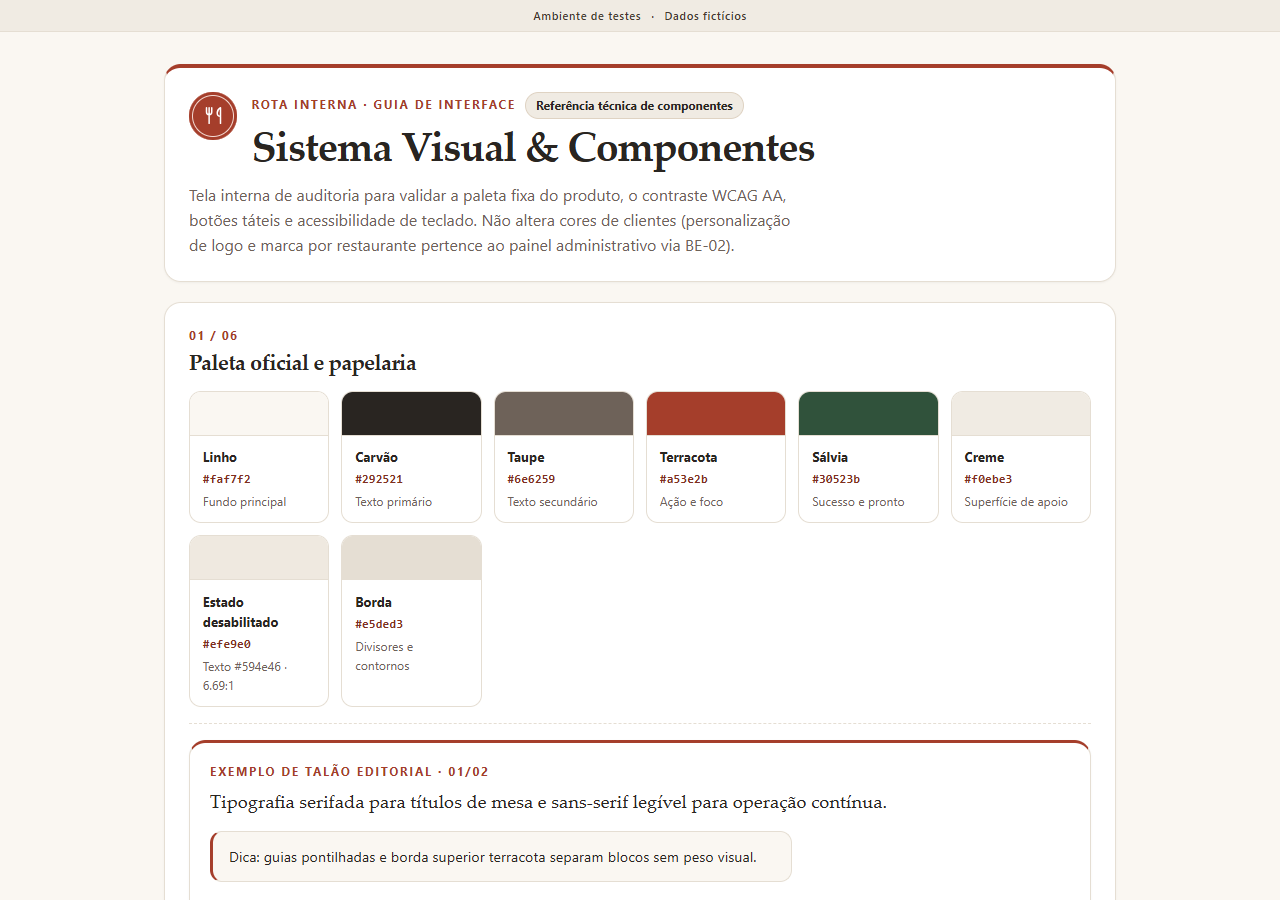 Ambiente de testes · Dados fictícios
ROTA INTERNA · GUIA DE INTERFACE
Referência técnica de componentes
Sistema Visual & Componentes
Tela interna de auditoria para validar a paleta fixa do produto, o contraste WCAG AA,
botões táteis e acessibilidade de teclado. Não altera cores de clientes (personalização
de logo e marca por restaurante pertence ao painel administrativo via BE-02).
01 / 06
Paleta oficial e papelaria
Linho
#faf7f2
Fundo principal
Carvão
#292521
Texto primário
Taupe
#6e6259
Texto secundário
Terracota
#a53e2b
Ação e foco
Sálvia
#30523b
Sucesso e pronto
Creme
#f0ebe3
Superfície de apoio
Estado
desabilitado
#efe9e0
Texto #594e46 ·
6.69:1
Borda
#e5ded3
Divisores e
contornos
EXEMPLO DE TALÃO EDITORIAL · 01/02
Tipografia serifada para títulos de mesa e sans-serif legível para operação contínua.
Dica: guias pontilhadas e borda superior terracota separam blocos sem peso visual.